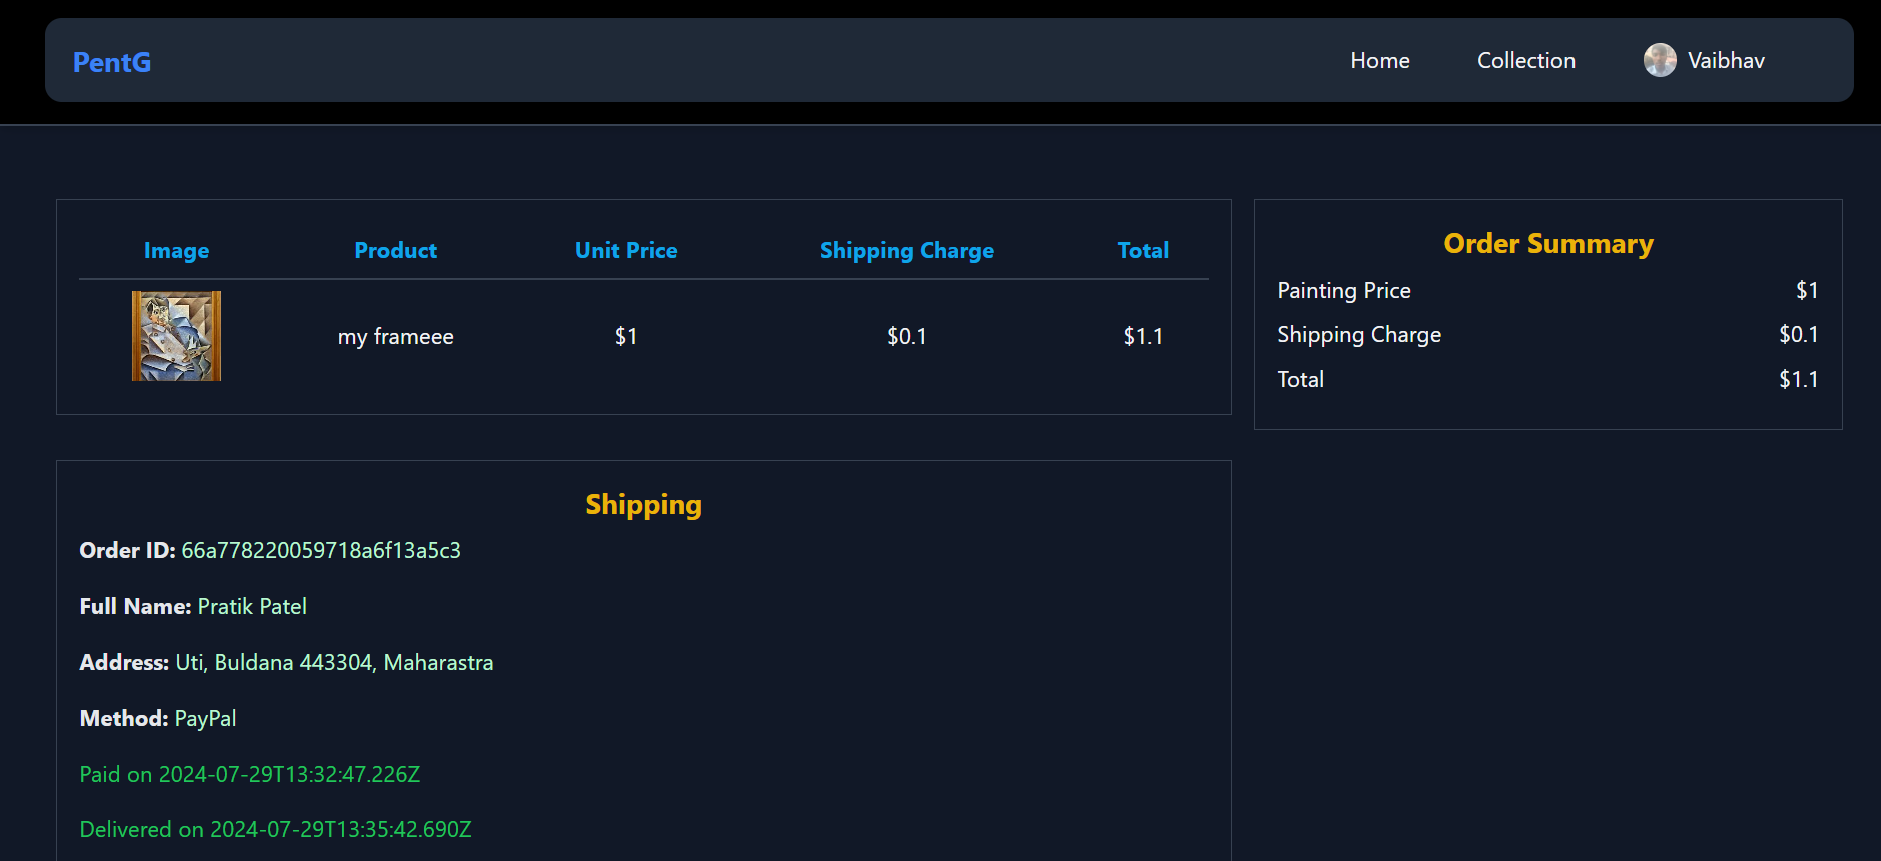 PentG
Home Collection Vaibhav
Image Product Unit Price Shipping Charge Total
my frameee $1 $0.1 $1.1
Order Summary
Painting Price $1
Shipping Charge $0.1
Total $1.1
Shipping
Order ID: 66a778220059718a6f13a5c3
Full Name: Pratik Patel
Address: Uti, Buldana 443304, Maharastra
Method: PayPal
Paid on 2024-07-29T13:32:47.226Z
Delivered on 2024-07-29T13:35:42.690Z